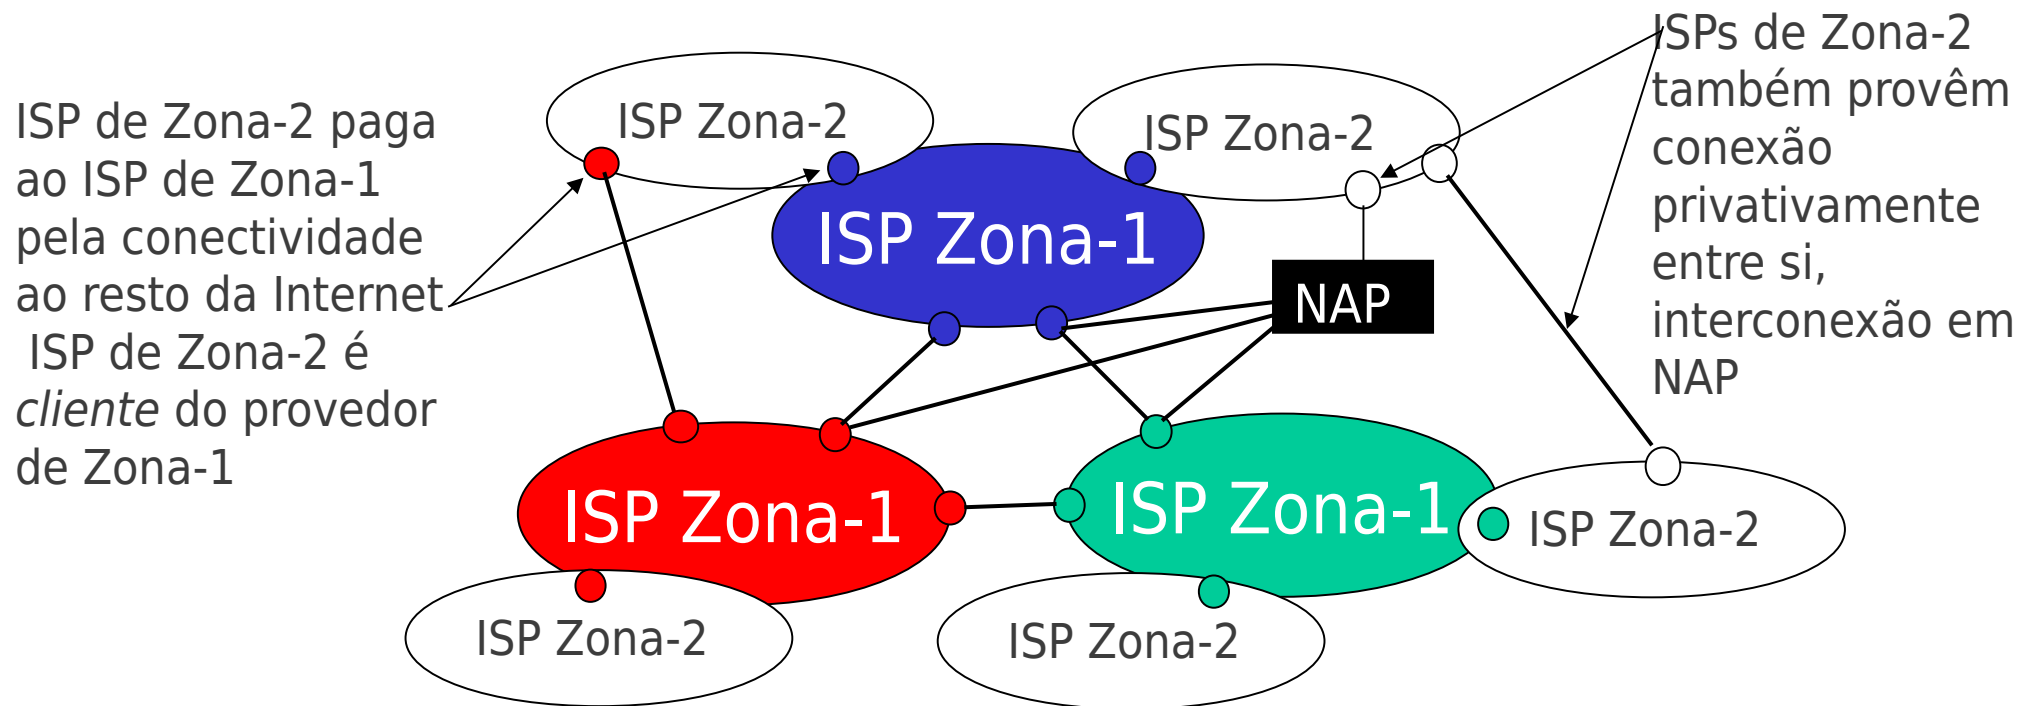 ISP de Zona-2 paga
ao ISP de Zona-1
pela conectividade
ao resto da Internet
ISP de Zona-2 é
cliente do provedor
de Zona-1
ISP Zona-2
ISP Zona-2
ISPs de Zona-2
também provêm
conexão
privativamente
entre si,
interconexão em
NAP
ISP Zona-1
NAP
ISP Zona-1
ISP Zona-1
ISP Zona-2
ISP Zona-2
ISP Zona-2